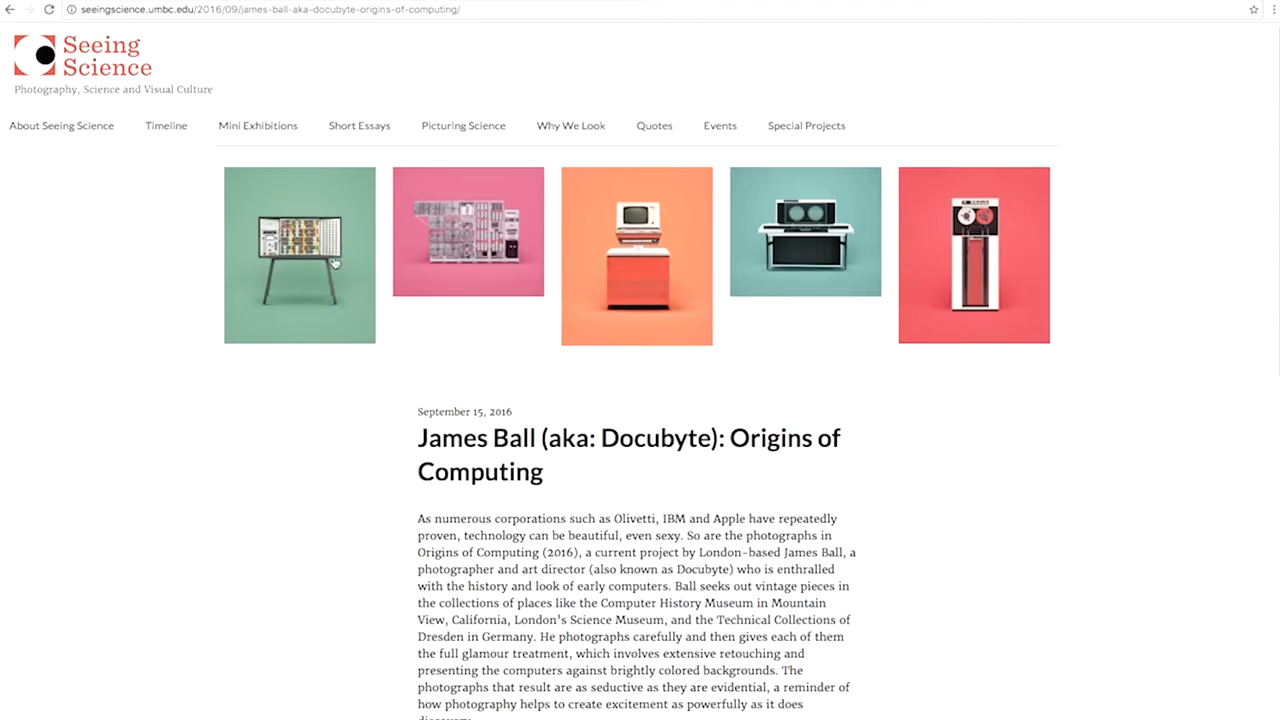 seeingscience.umbc.edu/2016/09/james-ball-aka-docubyte-origins-of-computing/
Seeing
Science
Photography, Science and Visual Culture
About Seeing Science Timeline Mini Exhibitions Short Essays Picturing Science Why We Look Quotes Events Special Projects
September 15, 2016
James Ball (aka: Docubyte): Origins of
Computing
As numerous corporations such as Olivetti, IBM and Apple have repeatedly
proven, technology can be beautiful, even sexy. So are the photographs in
Origins of Computing (2016), a current project by London-based James Ball, a
photographer and art director (also known as Docubyte) who is enthralled
with the history and look of early computers. Ball seeks out vintage pieces in
the collections of places like the Computer History Museum in Mountain
View, California, London's Science Museum, and the Technical Collections of
Dresden in Germany. He photographs carefully and then gives each of them
the full glamour treatment, which involves extensive retouching and
presenting the computers against brightly colored backgrounds. The
photographs that result are as seductive as they are evidential, a reminder of
how photography helps to create excitement as powerfully as it does